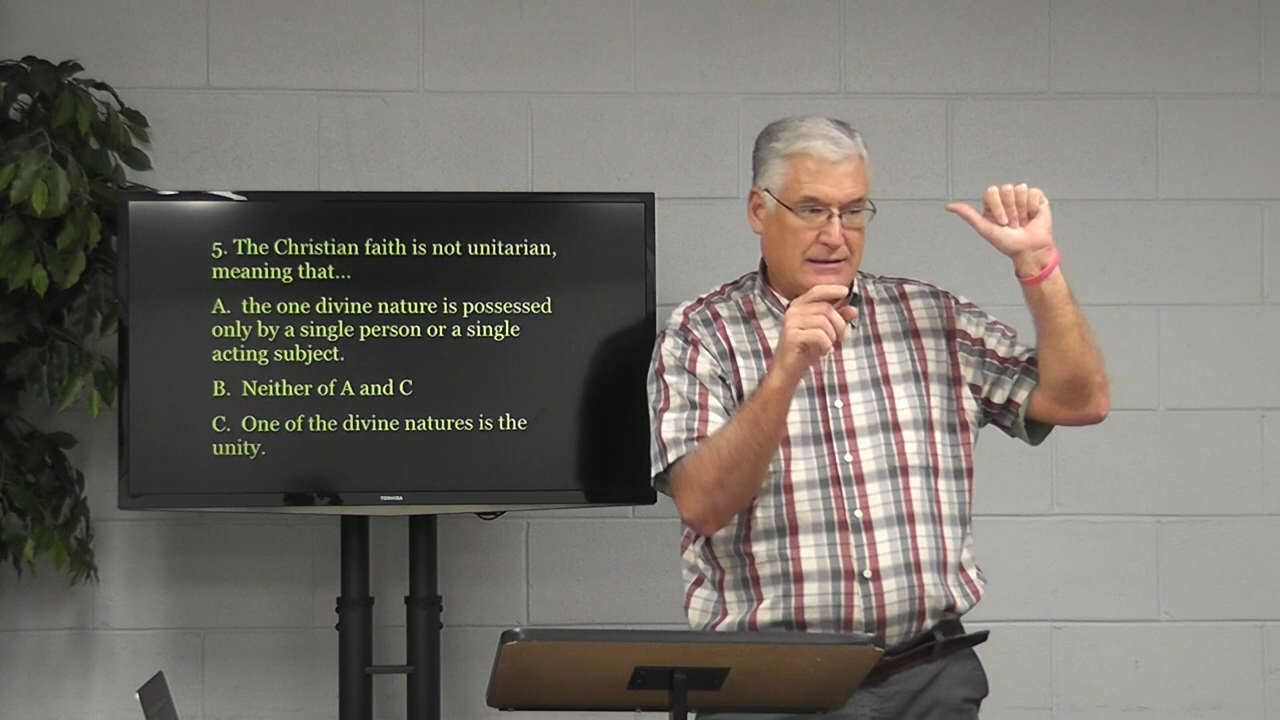 5. The Christian faith is not unitarian,
meaning that...
A. the one divine nature is possessed
only by a single person or a single
acting subject.
B. Neither of A and C
C. One of the divine natures is the
unity.
TOSHIBA